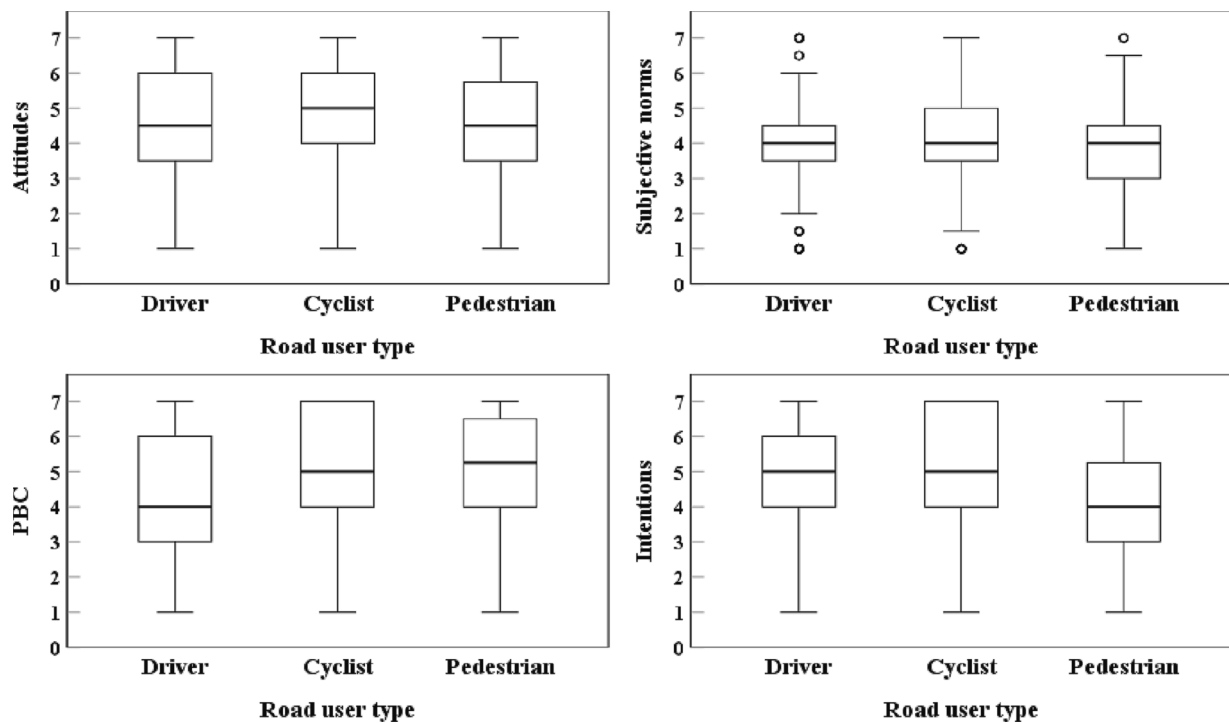 Attitudes
7
6
5
4
3
2
1
0
Driver Cyclist Pedestrian
Road user type
Subjective norms
7
6
5
4
3
2
1
0
Driver Cyclist Pedestrian
Road user type
PBC
7
6
5
4
3
2
1
0
Driver Cyclist Pedestrian
Road user type
Intentions
7
6
5
4
3
2
1
0
Driver Cyclist Pedestrian
Road user type